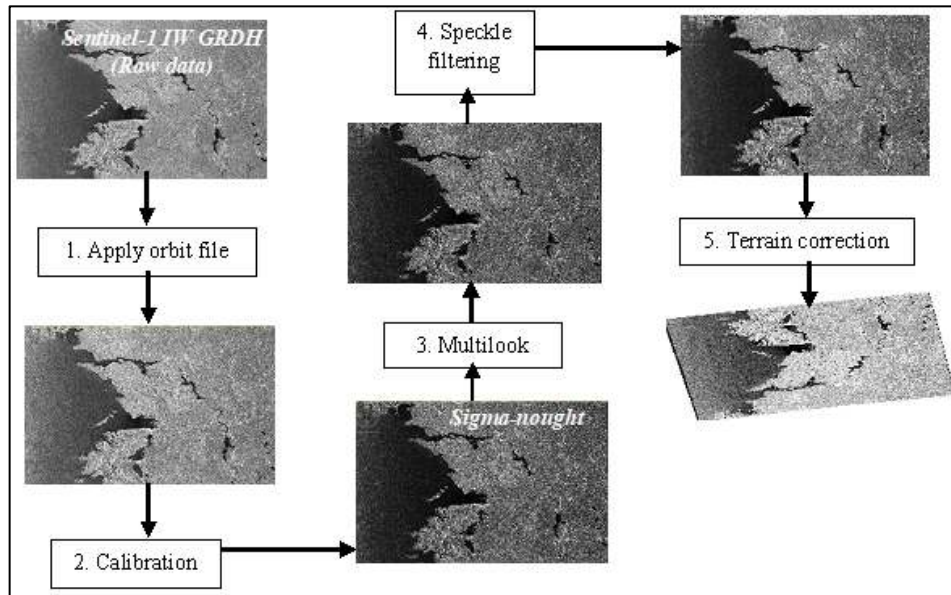 Sentinel-1 IW GRDH
(Raw data)
1. Apply orbit file
2. Calibration
Sigma-nought
3. Multilook
4. Speckle
filtering
5. Terrain correction